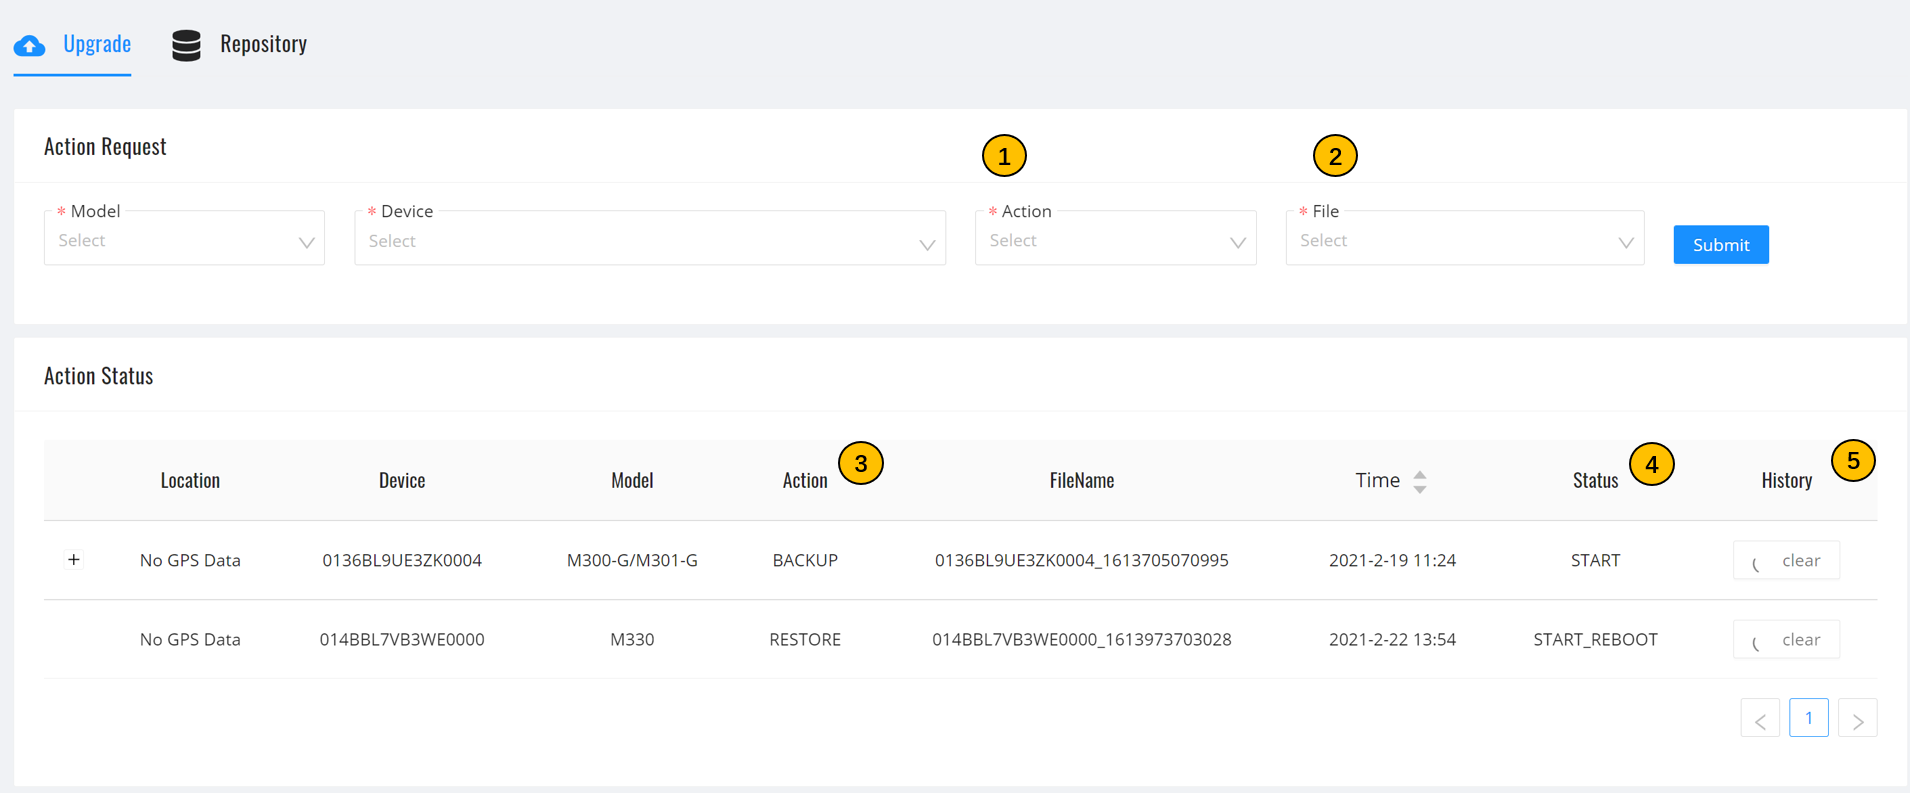 Upgrade Repository
Action Request
1 2
* Model * Device * Action * File
Select Select Select Select Submit
Action Status
Location Device Model Action 3 FileName Time Status 4 History 5
+ No GPS Data 0136BL9UE3ZK0004 M300-G/M301-G BACKUP 0136BL9UE3ZK0004_1613705070995 2021-2-19 11:24 START clear
No GPS Data 014BBL7VB3WE0000 M330 RESTORE 014BBL7VB3WE0000_1613973703028 2021-2-22 13:54 START_REBOOT clear
< 1 >